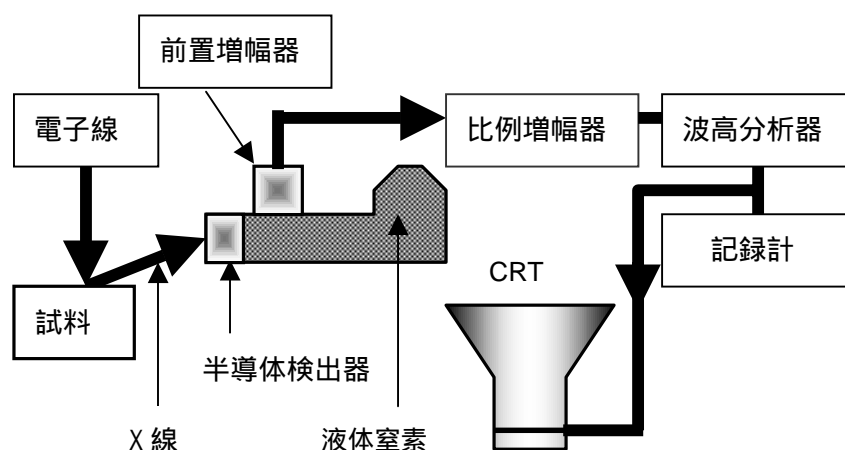 前置増幅器
電子線
比例増幅器
波高分析器
記録計
CRT
試料
半導体検出器
X線
液体窒素